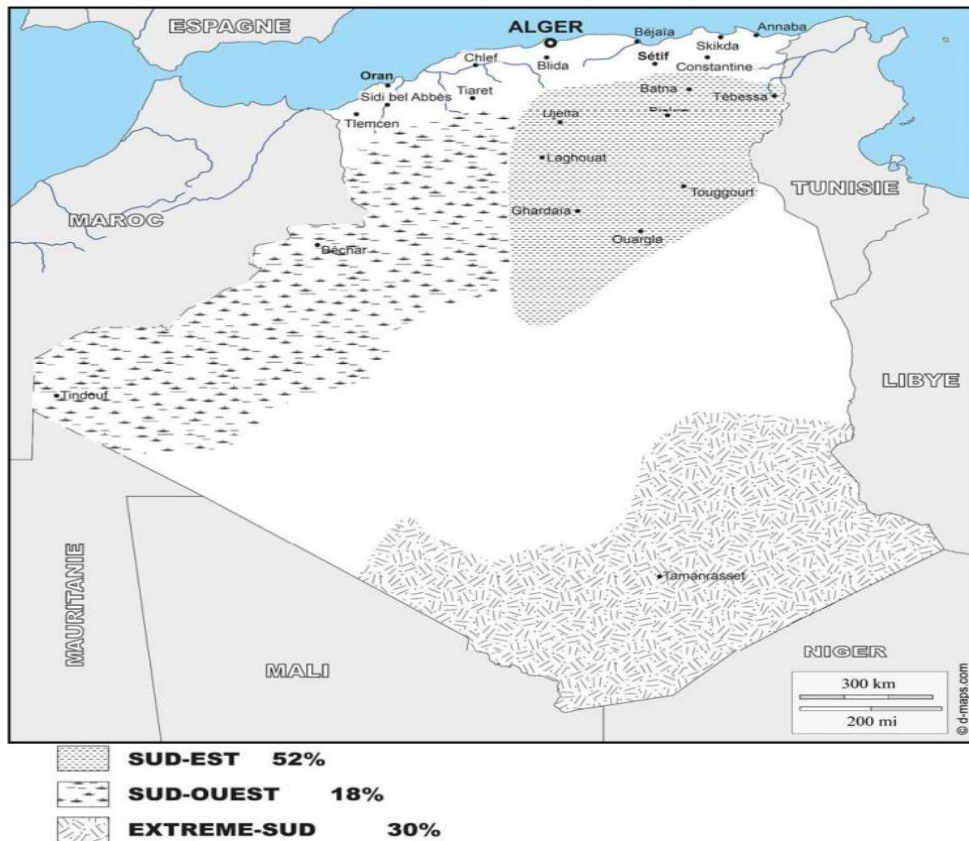 ESPAGNE
ALGER
Béjaïa
Annaba
Skikda
Chlef
Blida
Sétif
Constantine
Oran
Sidi bel Abbès
Tiaret
Batna
Tébessa
Tlemcen
Laghouat
Touggourt
TUNISIE
MAROC
Ghardaïa
Ouargla
Béchar
LIBYE
Tindouf
Tamanrasset
MAURITANIE
MALI
NIGER
300 km
200 mi
© d-maps.com
SUD-EST 52%
SUD-OUEST 18%
EXTREME-SUD 30%